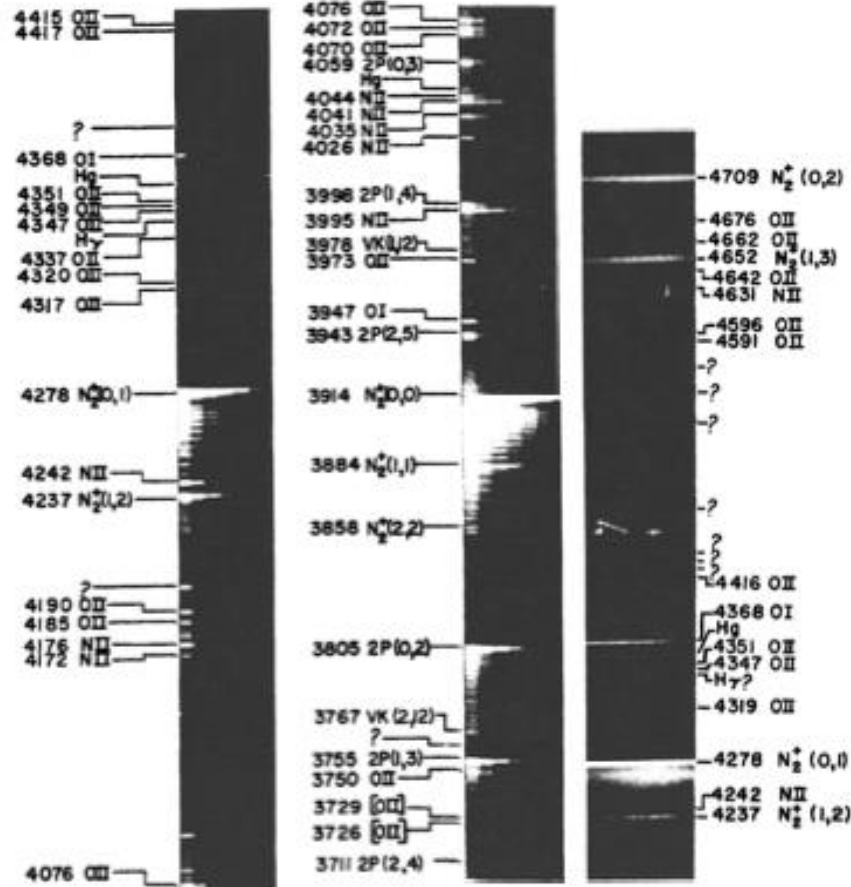 4415 OII
4417 OII
?
4368 OI
Hg
4351 OII
4349 OII
4347 OII
Hγ
4337 OII
4320 OII
4317 OII
4278 N₂⁺(0,1)
4242 NII
4237 N₂⁺(1,2)
?
4190 OII
4185 OII
4176 NII
4172 NII
4076 OII
4076 OII
4072 OII
4070 OII
4059 2P(0,3)
Hg
4044 NII
4041 NII
4035 NII
4026 NII
3998 2P(1,4)
3995 NII
3978 VK(1,12)
3973 OII
3947 OI
3943 2P(2,5)
3914 N₂⁺(0,0)
3884 N₂⁺(1,1)
3858 N₂⁺(2,2)
3805 2P(0,2)
3767 VK(2,12)
?
3755 2P(1,3)
3750 OII
3729 [OII]
3726 [OII]
3711 2P(2,4)
4709 N₂⁺(0,2)
4676 OII
4662 OII
4652 N₂⁺(1,3)
4642 OII
4631 NII
4596 OII
4591 OII
?
?
?
?
?
?
?
4416 OII
4368 OI
Hg
4351 OII
4347 OII
Hγ?
4319 OII
4278 N₂⁺(0,1)
4242 NII
4237 N₂⁺(1,2)